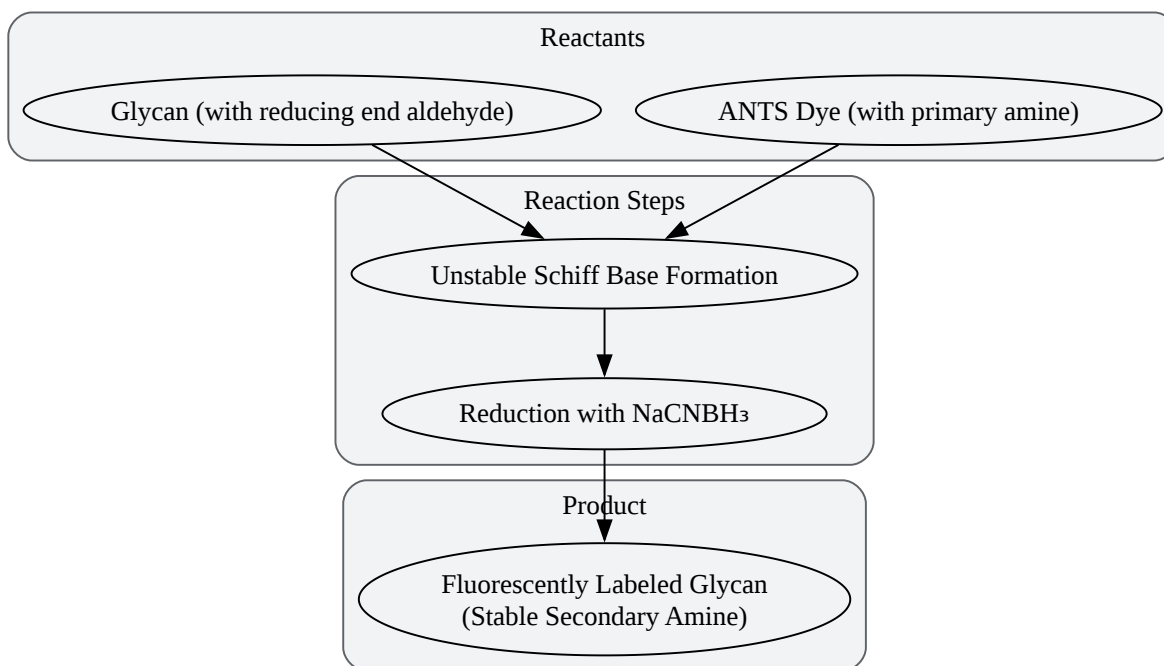 Reactants
Glycan (with reducing end aldehyde)
ANTS Dye (with primary amine)
Reaction Steps
Unstable Schiff Base Formation
Reduction with NaCNBH₃
Product
Fluorescently Labeled Glycan
(Stable Secondary Amine)